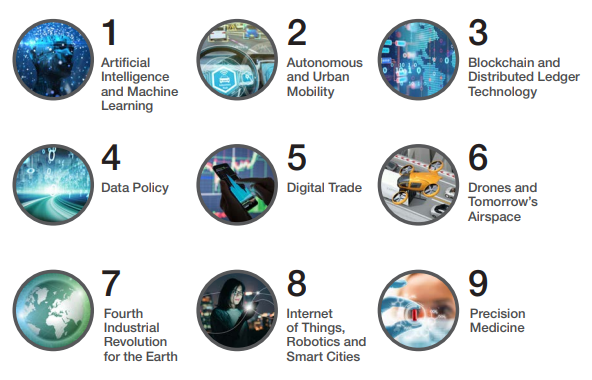 1
Artificial
Intelligence
and Machine
Learning
2
Autonomous
and Urban
Mobility
3
Blockchain and
Distributed Ledger
Technology
4
Data Policy
5
Digital Trade
6
Drones and
Tomorrow's
Airspace
7
Fourth
Industrial
Revolution
for the Earth
8
Internet
of Things,
Robotics and
Smart Cities
9
Precision
Medicine